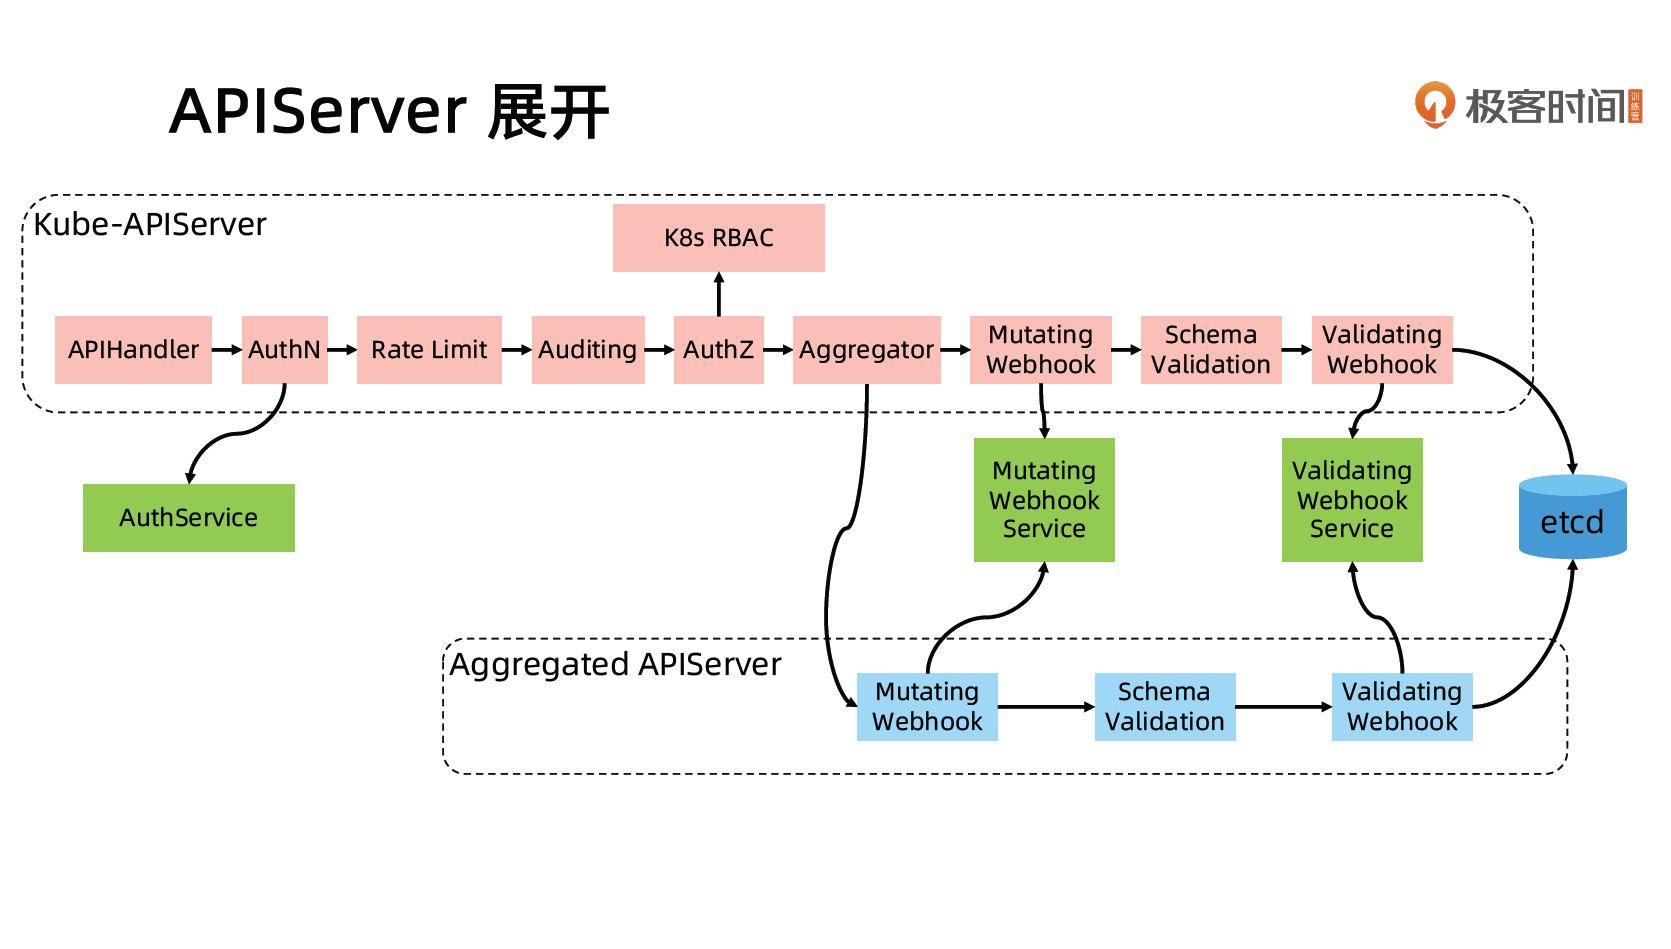 APIServer 展开
极客时间
训练营
Kube-APIServer
K8s RBAC
APIHandler
AuthN
Rate Limit
Auditing
AuthZ
Aggregator
Mutating
Webhook
Schema
Validation
Validating
Webhook
AuthService
Mutating
Webhook
Service
Validating
Webhook
Service
etcd
Aggregated APIServer
Mutating
Webhook
Schema
Validation
Validating
Webhook